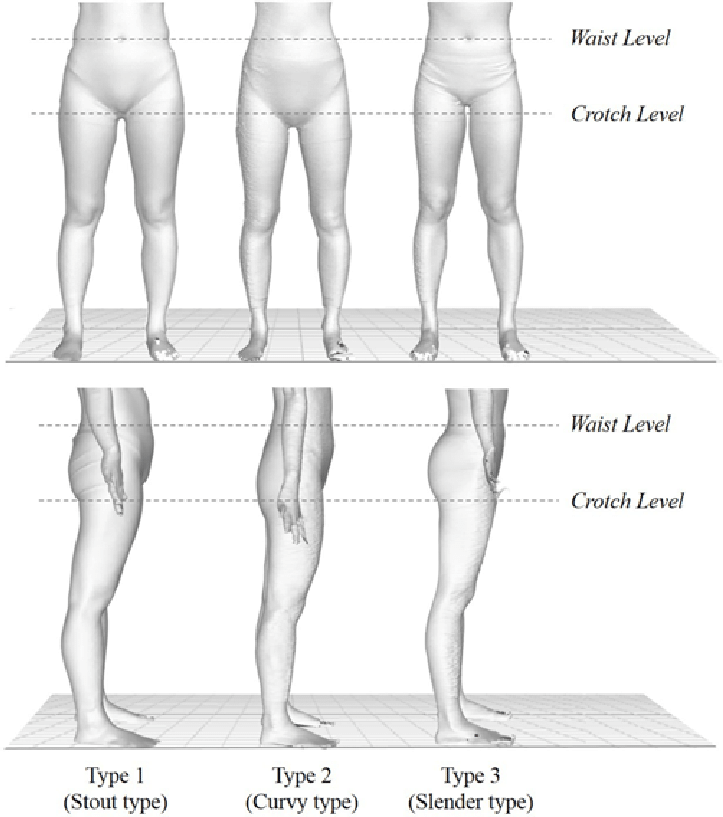 Waist Level
Crotch Level
Waist Level
Crotch Level
Type 1
(Stout type)
Type 2
(Curvy type)
Type 3
(Slender type)